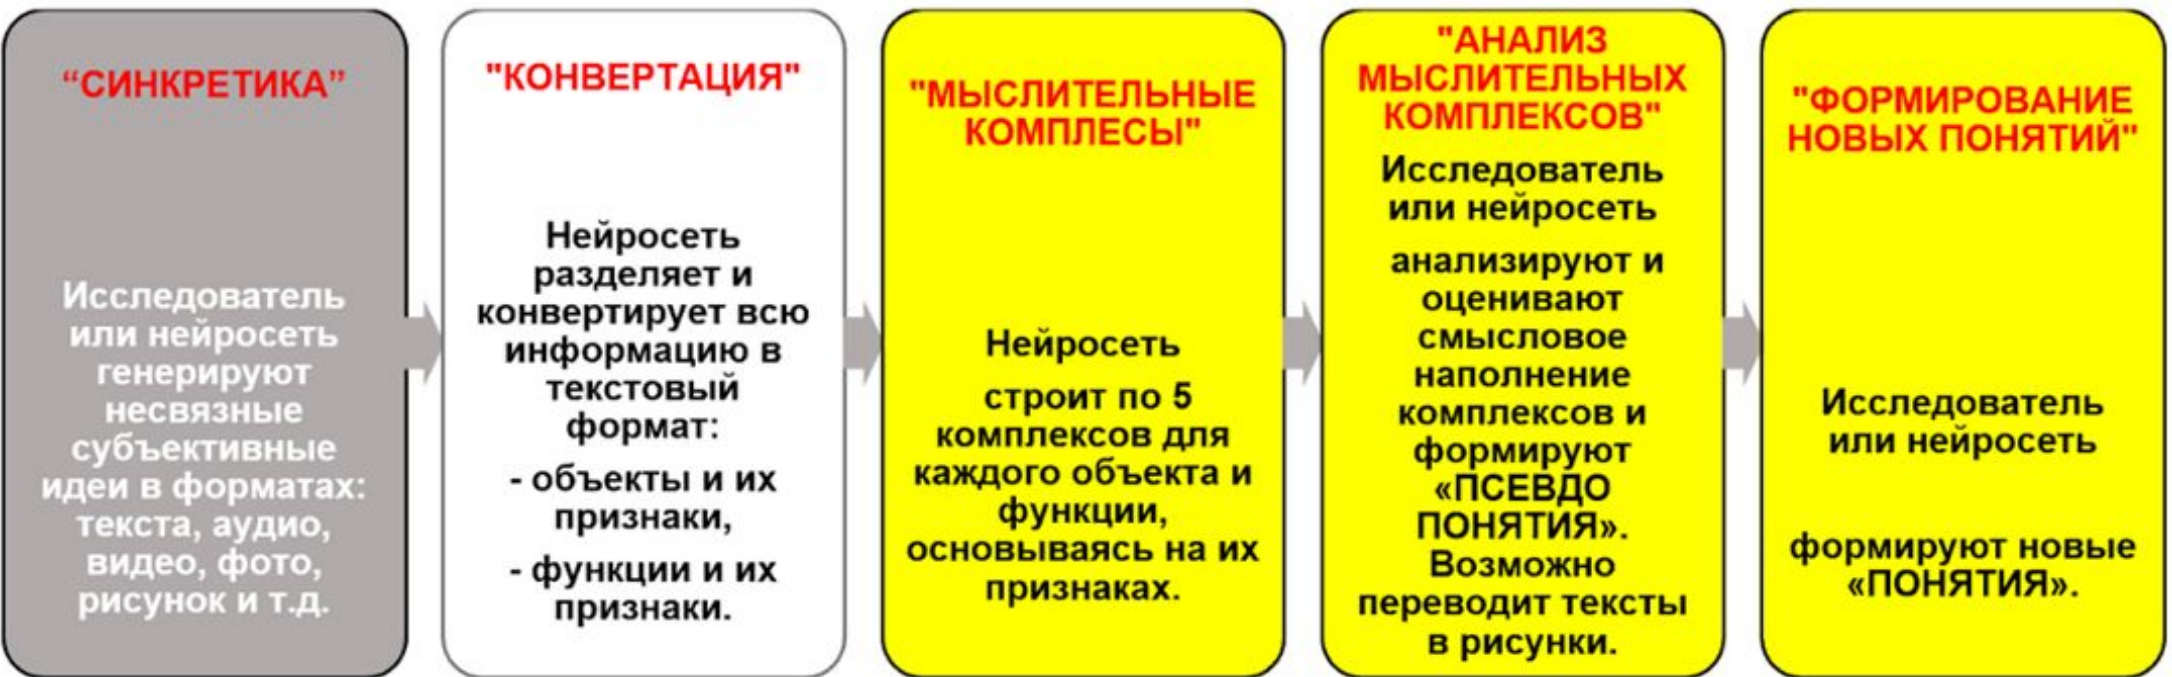 “СИНКРЕТИКА”
Исследователь
или нейросеть
генерируют
несвязные
субъективные
идеи в форматах:
текста, аудио,
видео, фото,
рисунок и т.д.
"КОНВЕРТАЦИЯ"
Нейросеть
разделяет и
конвертирует всю
информацию в
текстовый
формат:
- объекты и их
признаки,
- функции и их
признаки.
"МЫСЛИТЕЛЬНЫЕ
КОМПЛЕСЫ"
Нейросеть
строит по 5
комплексов для
каждого объекта и
функции,
основываясь на их
признаках.
"АНАЛИЗ
МЫСЛИТЕЛЬНЫХ
КОМПЛЕКСОВ"
Исследователь
или нейросеть
анализируют и
оценивают
смысловое
наполнение
комплексов и
формируют
«ПСЕВДО
ПОНЯТИЯ».
Возможно
переводит тексты
в рисунки.
"ФОРМИРОВАНИЕ
НОВЫХ ПОНЯТИЙ"
Исследователь
или нейросеть
формируют новые
«ПОНЯТИЯ».